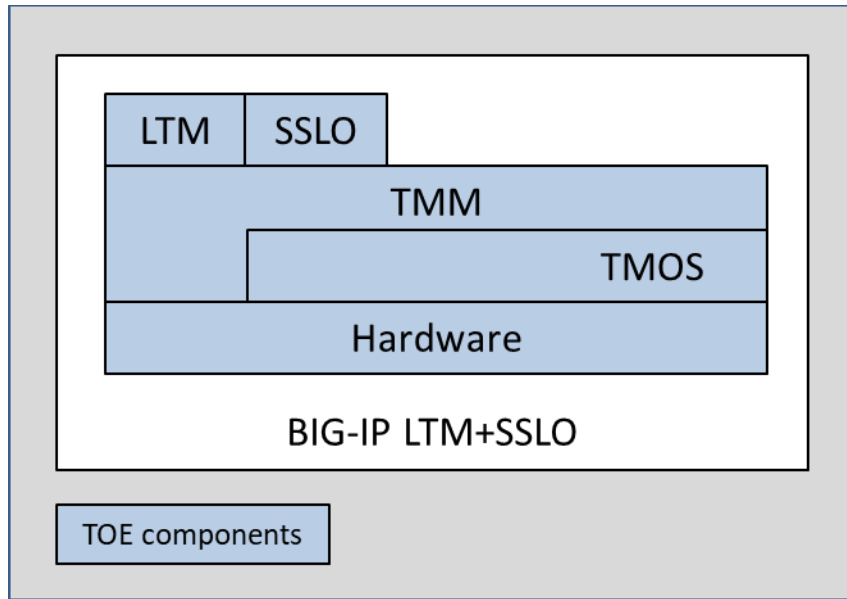 LTM
SSLO
TMM
TMOS
Hardware
BIG-IP LTM+SSLO
TOE components